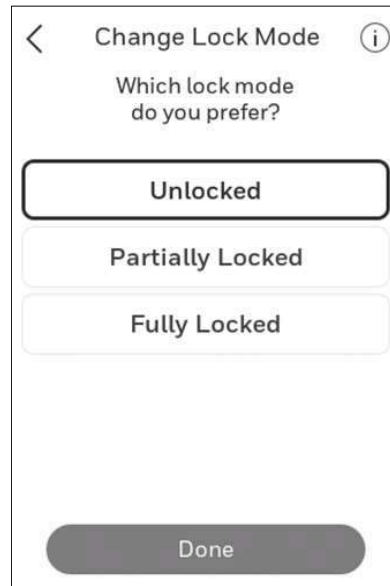 Change Lock Mode
Which lock mode
do you prefer?
Unlocked
Partially Locked
Fully Locked
Done